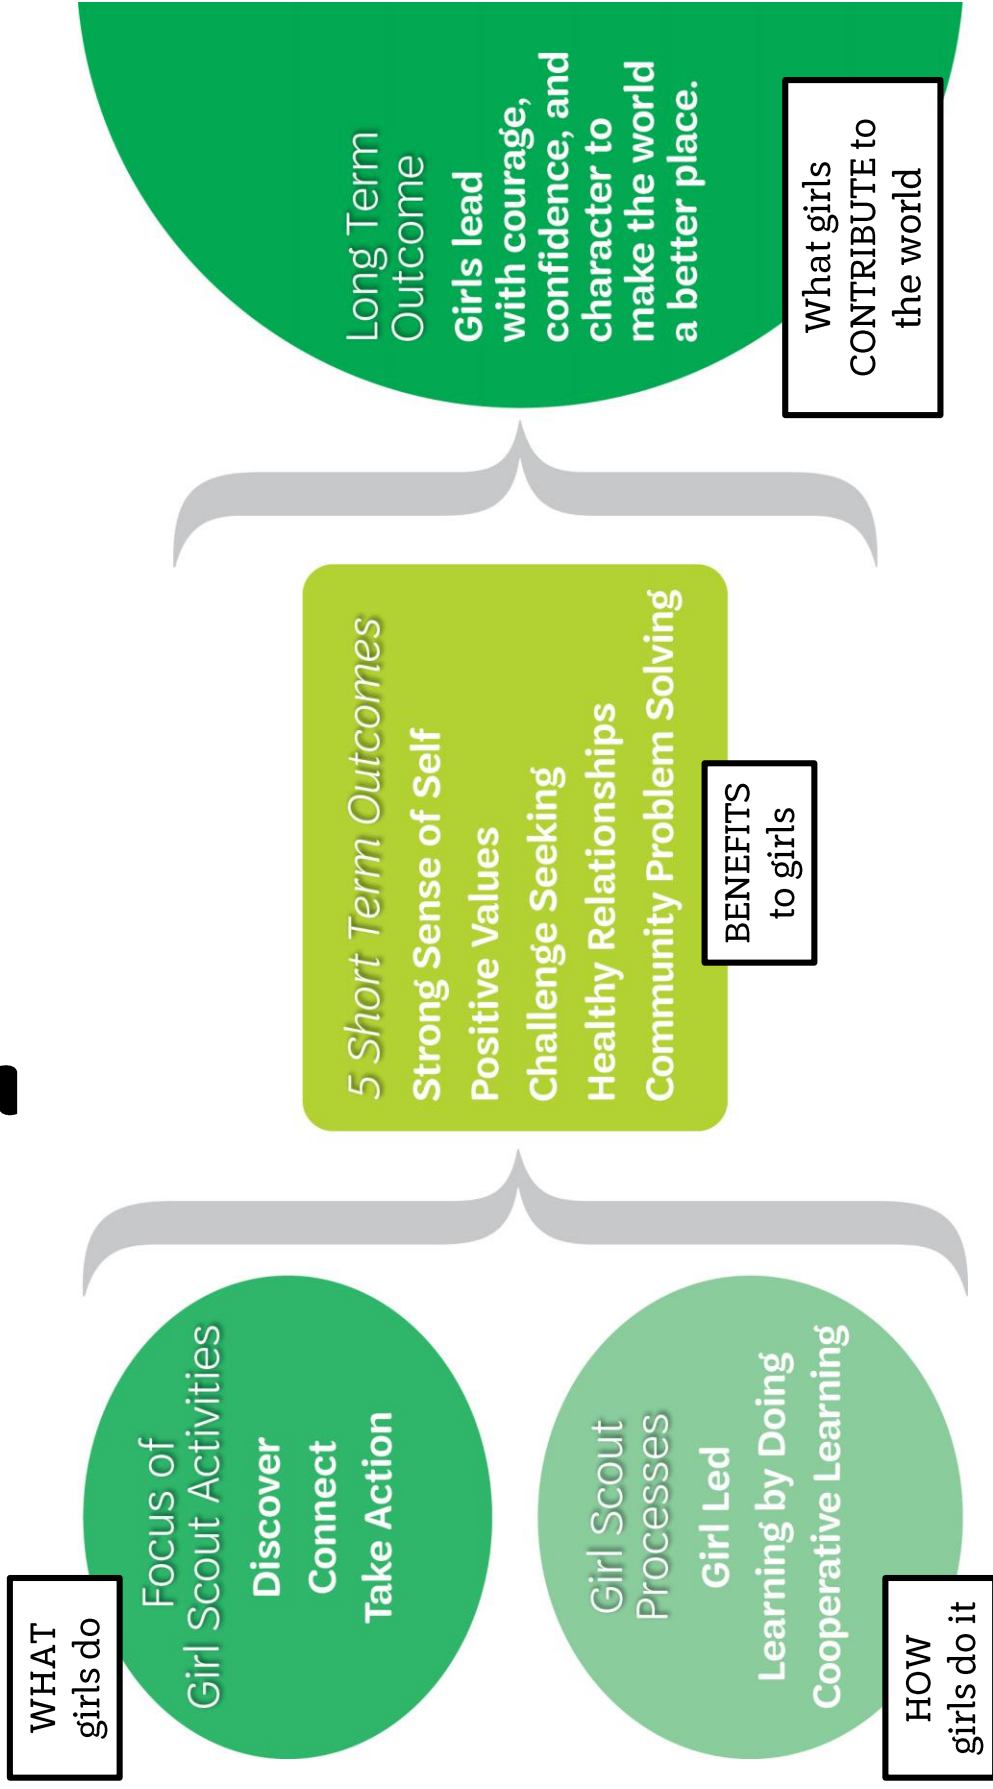 WHAT
girls do
Focus of
Girl Scout Activities
Discover
Connect
Take Action
Girl Scout
Processes
Girl Led
Learning by Doing
Cooperative Learning
HOW
girls do it
5 Short Term Outcomes
Strong Sense of Self
Positive Values
Challenge Seeking
Healthy Relationships
Community Problem Solving
BENEFITS
to girls
Long Term
Outcome
Girls lead
with courage,
confidence, and
character to
make the world
a better place.
What girls
CONTRIBUTE to
the world